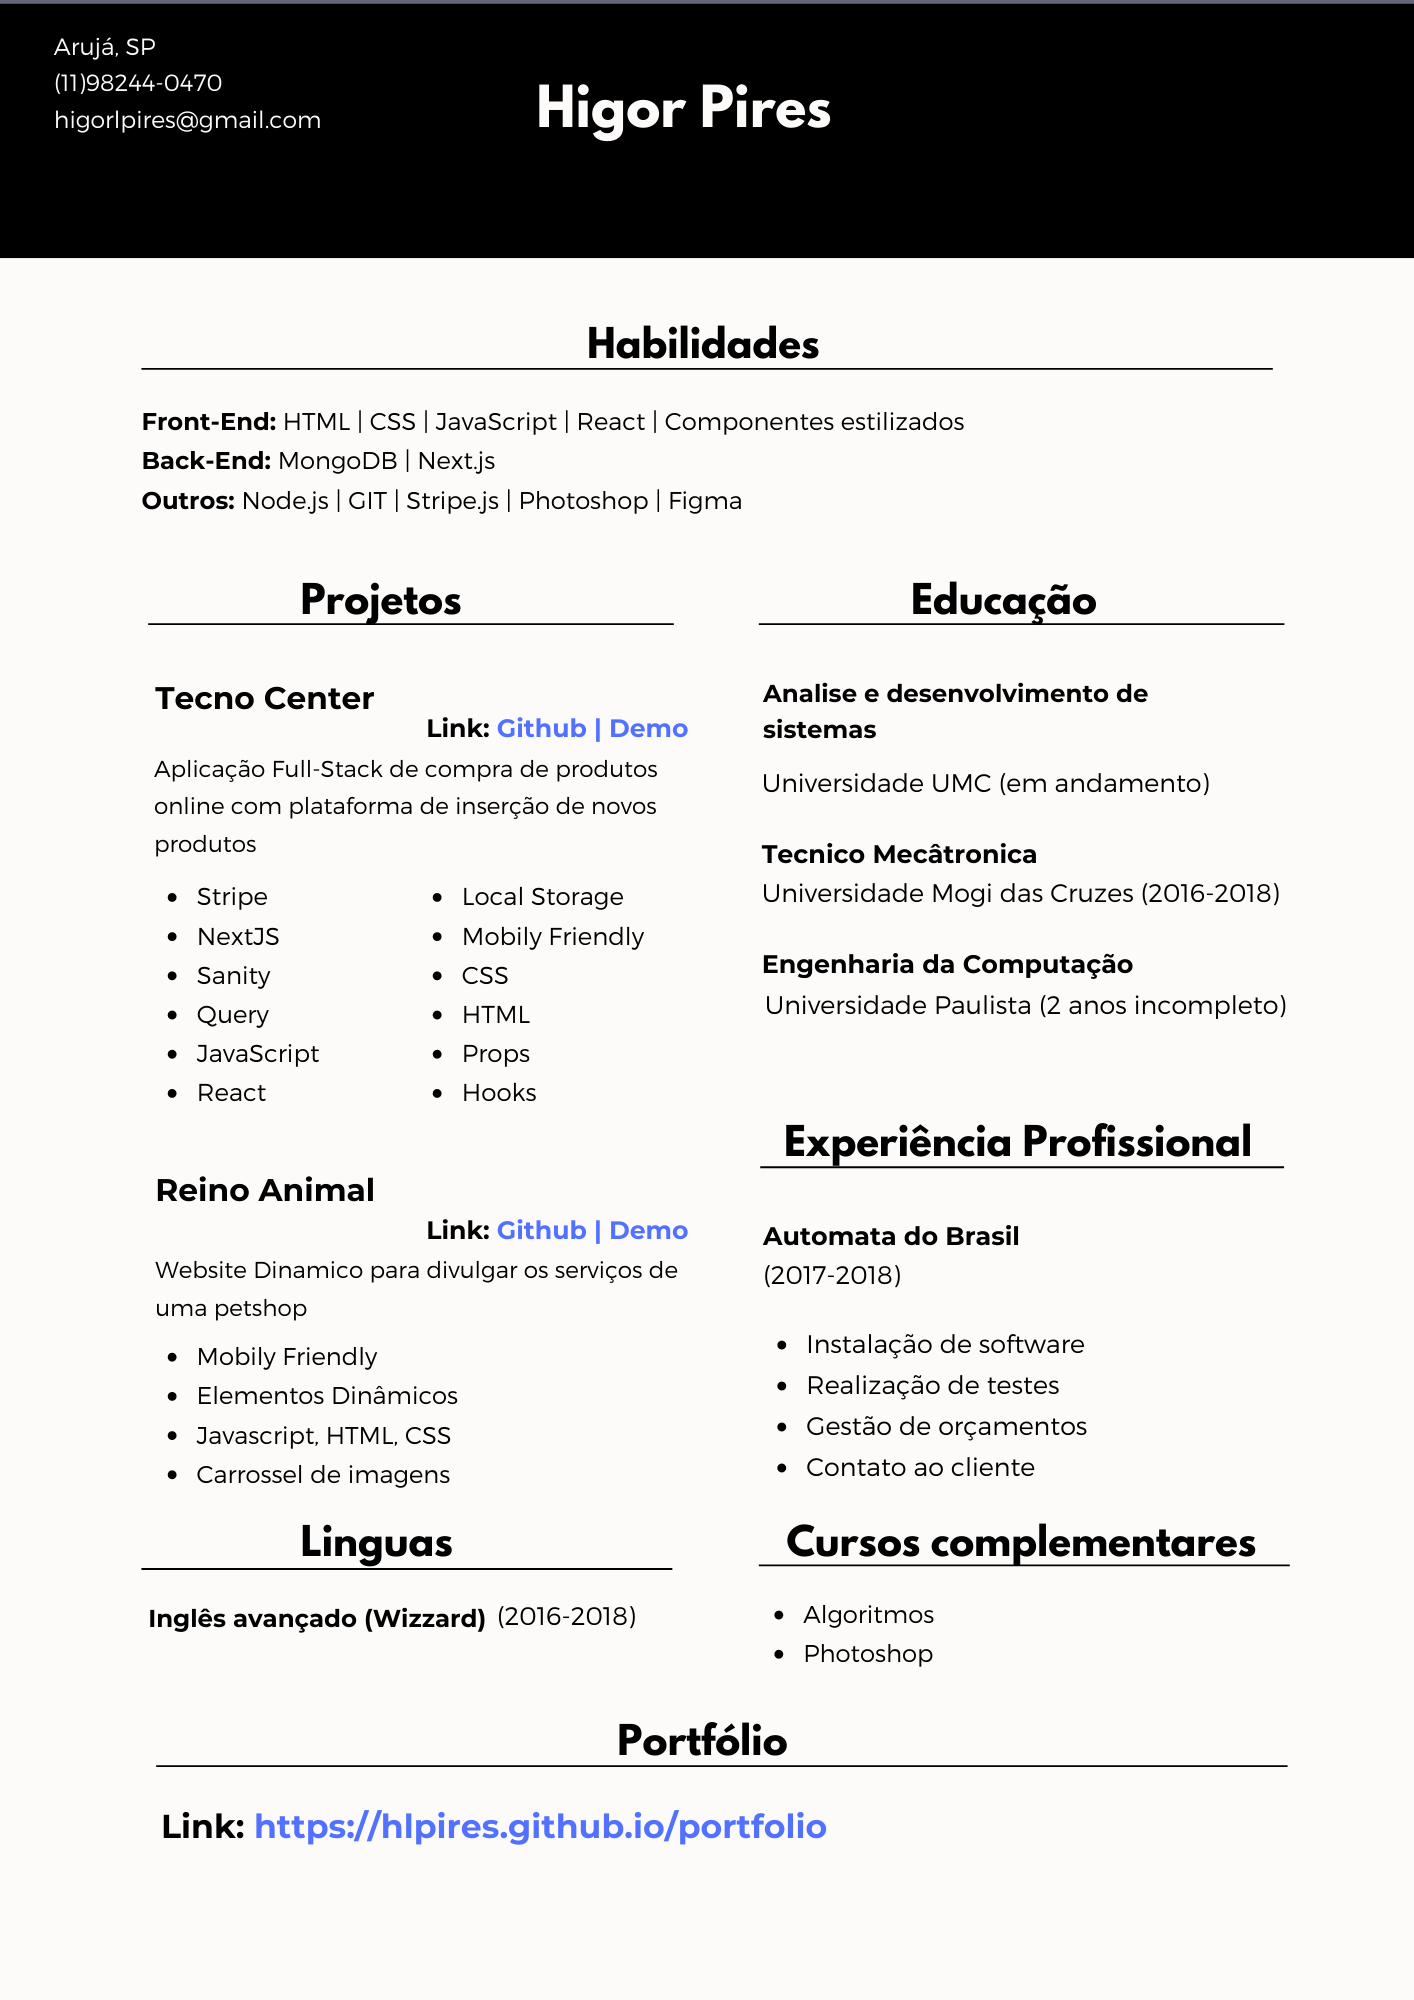 Arujá, SP
(11)98244-0470
higorlpires@gmail.com
Higor Pires
Habilidades
Front-End: HTML | CSS | JavaScript | React | Componentes estilizados
Back-End: MongoDB | Next.js
Outros: Node.js | GIT | Stripe.js | Photoshop | Figma
Projetos
Tecno Center
Link: Github | Demo
Aplicação Full-Stack de compra de produtos
online com plataforma de inserção de novos
produtos
Stripe
NextJS
Sanity
Query
JavaScript
React
Local Storage
Mobily Friendly
CSS
HTML
Props
Hooks
Reino Animal
Link: Github | Demo
Website Dinamico para divulgar os serviços de
uma petshop
Mobily Friendly
Elementos Dinâmicos
Javascript, HTML, CSS
Carrossel de imagens
Linguas
Inglês avançado (Wizzard) (2016-2018)
Educação
Analise e desenvolvimento de
sistemas
Universidade UMC (em andamento)
Tecnico Mecâtronica
Universidade Mogi das Cruzes (2016-2018)
Engenharia da Computação
Universidade Paulista (2 anos incompleto)
Experiência Profissional
Automata do Brasil
(2017-2018)
Instalação de software
Realização de testes
Gestão de orçamentos
Contato ao cliente
Cursos complementares
Algoritmos
Photoshop
Portfólio
Link: https://hlpires.github.io/portfolio